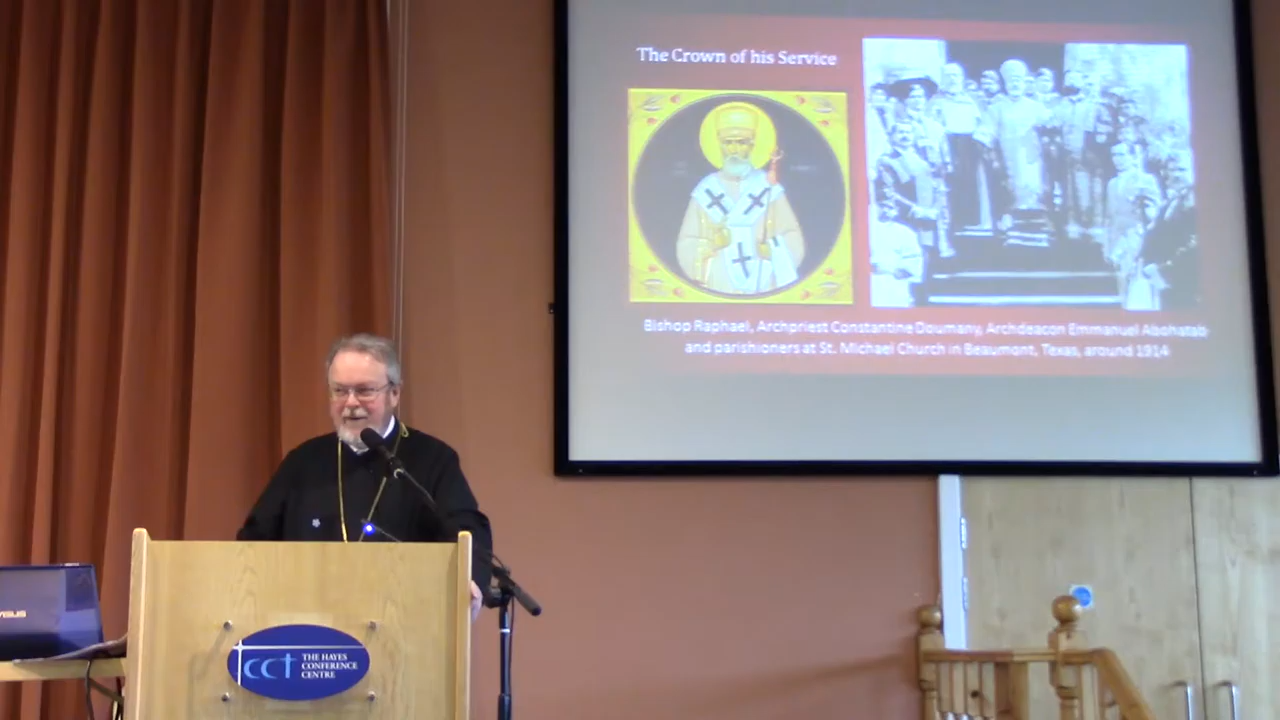 The Crown of his Service
Bishop Raphael, Archpriest Constantine Doumany, Archdeacon Emmanuel Abohatab
and parishioners at St. Michael Church in Beaumont, Texas, around 1914
ASUS
cct
THE HAYES
CONFERENCE
CENTRE